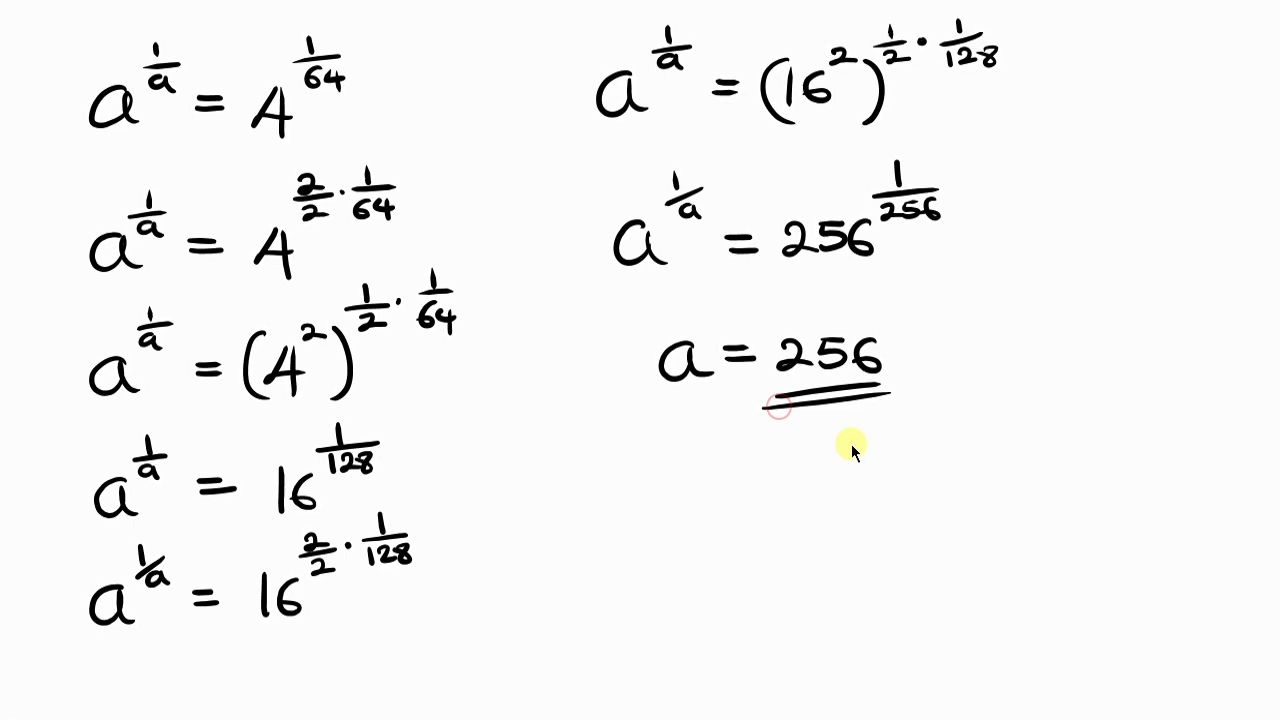 a^{1/a} = 4^{1/64}
a^{1/a} = 4^{2/2 · 1/64}
a^{1/a} = (4^2)^{1/2 · 1/64}
a^{1/a} = 16^{1/128}
a^{1/a} = 16^{2/2 · 1/128}
a^{1/a} = (16^2)^{1/2 · 1/128}
a^{1/a} = 256^{1/256}
a = 256